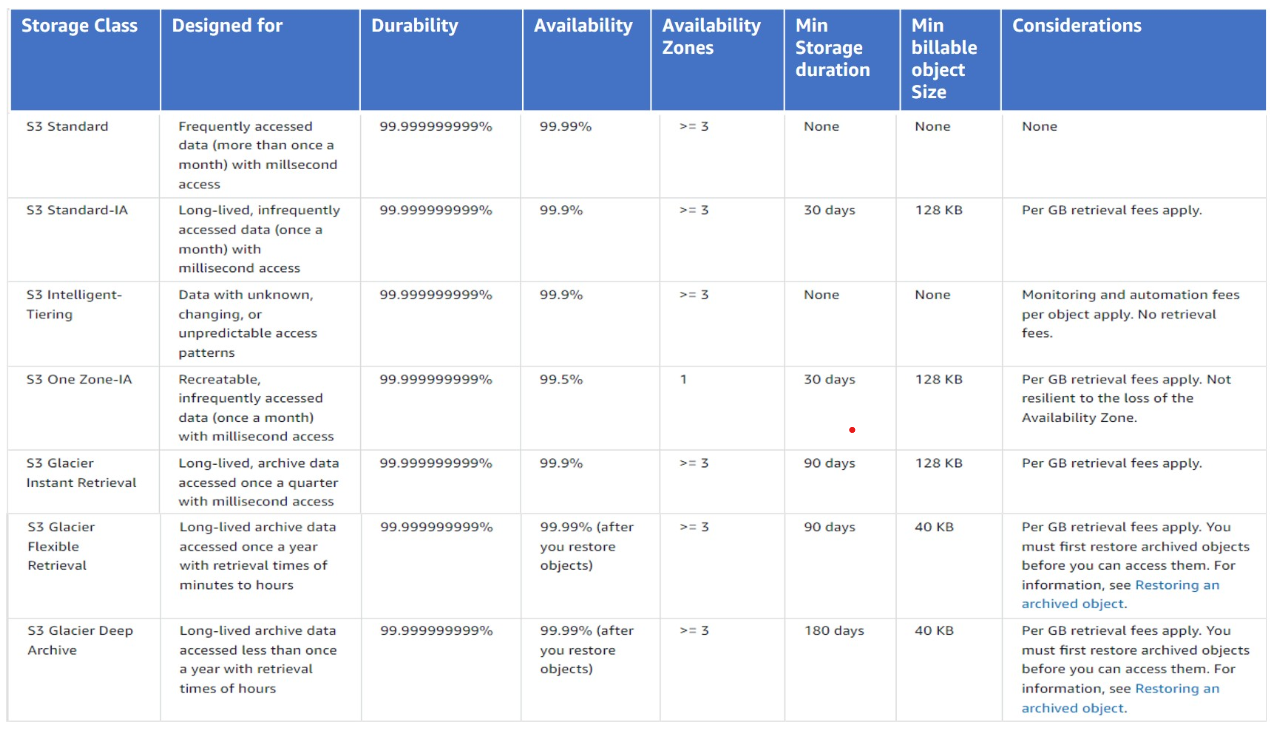 Storage Class
Designed for
Durability
Availability
Availability
Zones
Min
Storage
duration
Min
billable
object
Size
Considerations
S3 Standard
Frequently accessed
data (more than once a
month) with millsecond
access
99.999999999%
99.99%
>= 3
None
None
None
S3 Standard-IA
Long-lived, infrequently
accessed data (once a
month) with
millisecond access
99.999999999%
99.9%
>= 3
30 days
128 KB
Per GB retrieval fees apply.
S3 Intelligent-
Tiering
Data with unknown,
changing, or
unpredictable access
patterns
99.999999999%
99.9%
>= 3
None
None
Monitoring and automation fees
per object apply. No retrieval
fees.
S3 One Zone-IA
Recreatable,
infrequently accessed
data (once a month)
with millisecond access
99.999999999%
99.5%
1
30 days
128 KB
Per GB retrieval fees apply. Not
resilient to the loss of the
Availability Zone.
S3 Glacier
Instant Retrieval
Long-lived, archive data
accessed once a quarter
with millisecond access
99.999999999%
99.9%
>= 3
90 days
128 KB
Per GB retrieval fees apply.
S3 Glacier
Flexible
Retrieval
Long-lived archive data
accessed once a year
with retrieval times of
minutes to hours
99.999999999%
99.99% (after
you restore
objects)
>= 3
90 days
40 KB
Per GB retrieval fees apply. You
must first restore archived objects
before you can access them. For
information, see Restoring an
archived object.
S3 Glacier Deep
Archive
Long-lived archive data
accessed less than once
a year with retrieval
times of hours
99.999999999%
99.99% (after
you restore
objects)
>= 3
180 days
40 KB
Per GB retrieval fees apply. You
must first restore archived objects
before you can access them. For
information, see Restoring an
archived object.